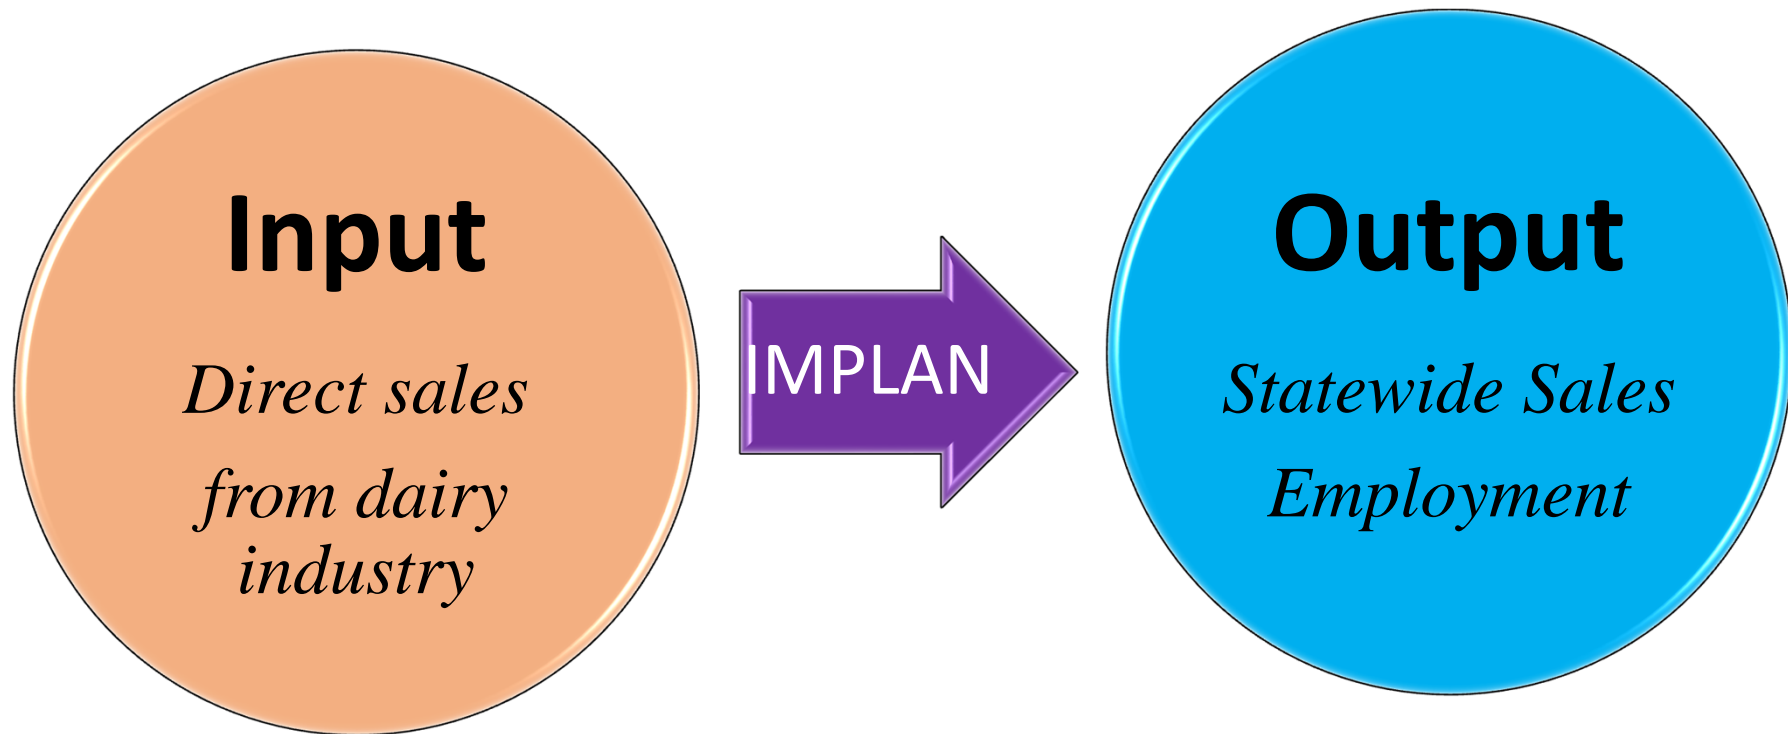 Input
Direct sales
from dairy
industry
IMPLAN
Output
Statewide Sales
Employment